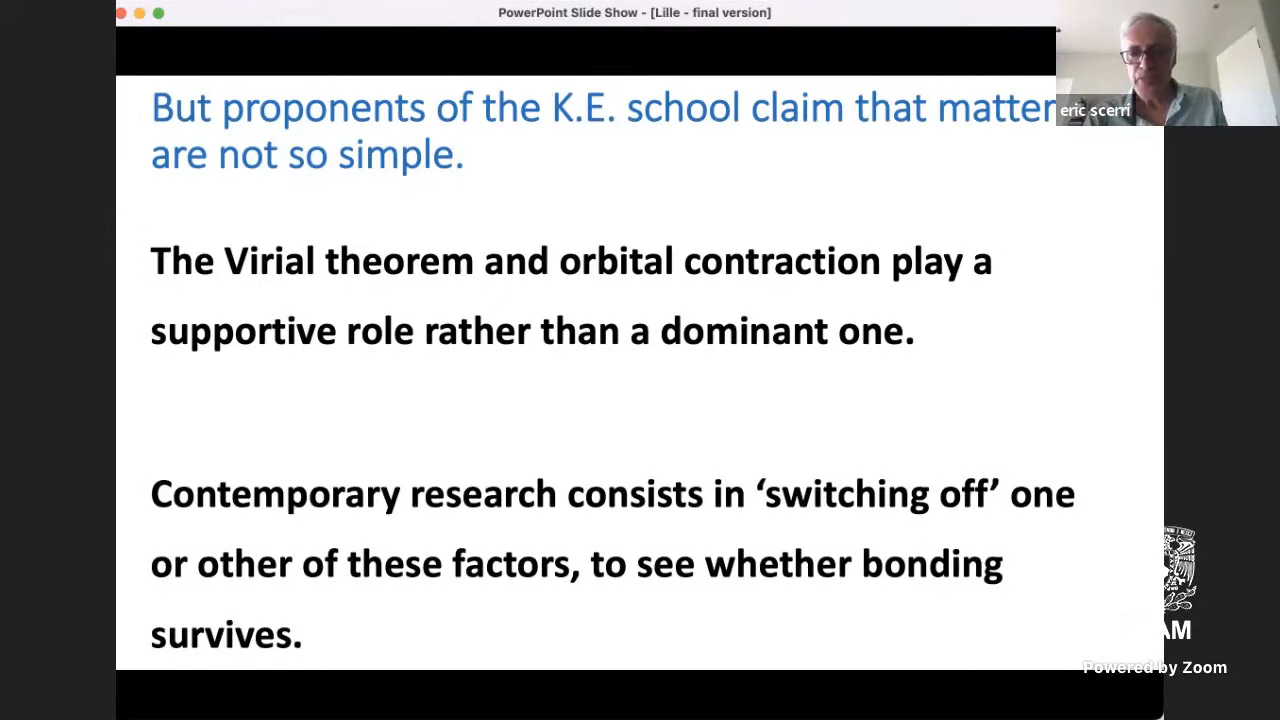 PowerPoint Slide Show - [Lille - final version]
But proponents of the K.E. school claim that matter
eric scerri
are not so simple.
The Virial theorem and orbital contraction play a
supportive role rather than a dominant one.
Contemporary research consists in ‘switching off’ one
or other of these factors, to see whether bonding
survives.
AM
Powered by Zoom